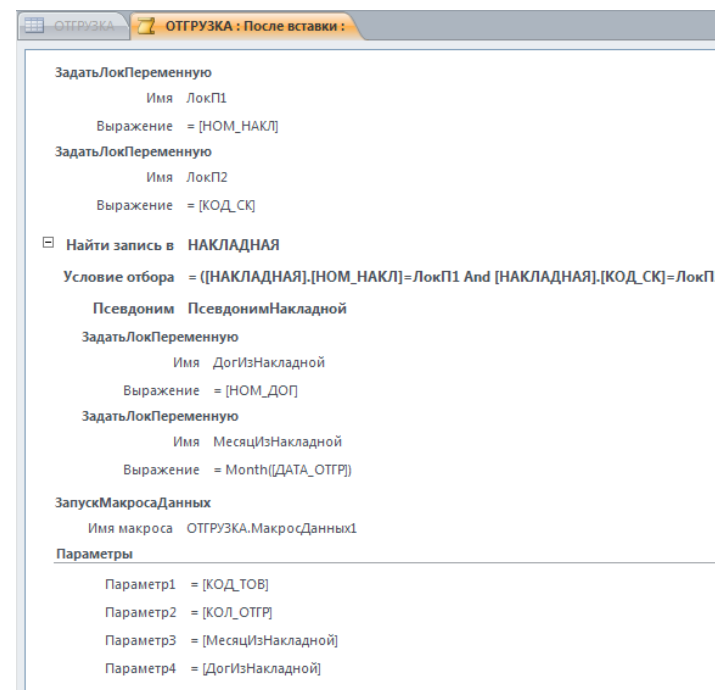 ОТГРУЗКА ОТГРУЗКА : После вставки :
ЗадатьЛокПеременную
Имя ЛокП1
Выражение = [НОМ_НАКЛ]
ЗадатьЛокПеременную
Имя ЛокП2
Выражение = [КОД_СК]
Найти запись в НАКЛАДНАЯ
Условие отбора = ([НАКЛАДНАЯ].[НОМ_НАКЛ]=ЛокП1 And [НАКЛАДНАЯ].[КОД_СК]=ЛокП
Псевдоним ПсевдонимНакладной
ЗадатьЛокПеременную
Имя ДогИзНакладной
Выражение = [НОМ_ДОГ]
ЗадатьЛокПеременную
Имя МесяцИзНакладной
Выражение = Month([ДАТА_ОТГР])
ЗапускМакросаДанных
Имя макроса ОТГРУЗКА.МакросДанных1
Параметры
Параметр1 = [КОД_ТОВ]
Параметр2 = [КОЛ_ОТГР]
Параметр3 = [МесяцИзНакладной]
Параметр4 = [ДогИзНакладной]